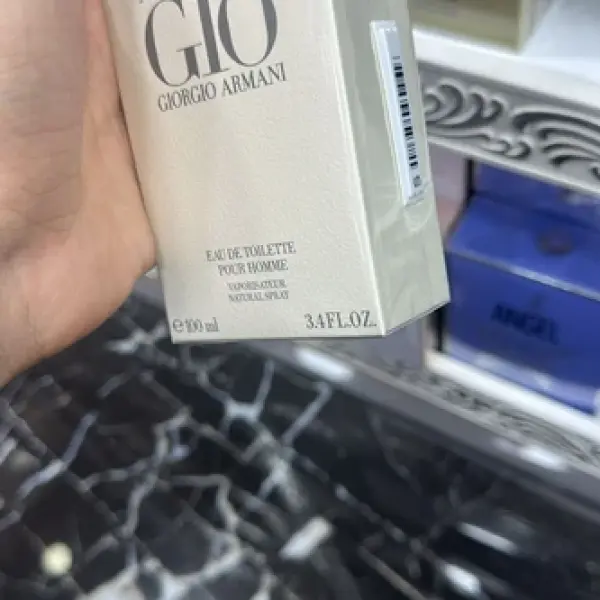 GIO
GIORGIO ARMANI
EAU DE TOILETTE
POUR HOMME
VAPORISATEUR
NATURAL SPRAY
e 100 ml
3.4 FL.OZ.
ANGEL